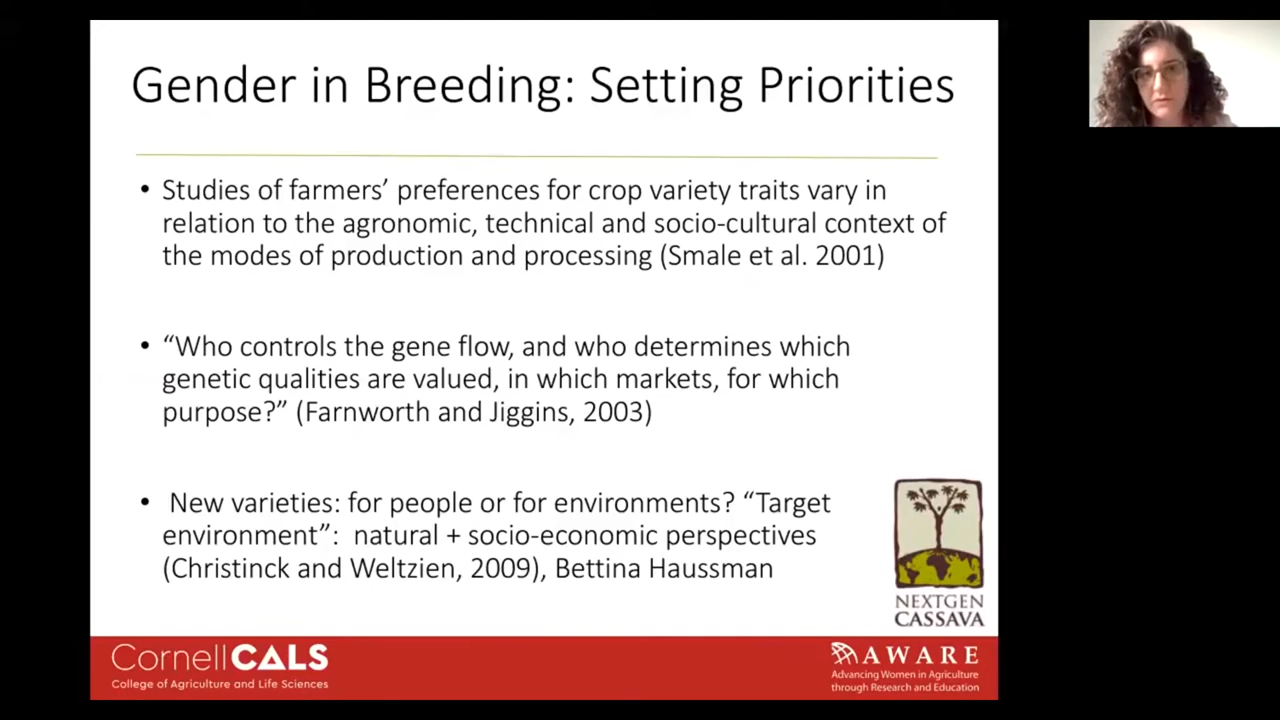 Gender in Breeding: Setting Priorities
• Studies of farmers’ preferences for crop variety traits vary in
relation to the agronomic, technical and socio-cultural context of
the modes of production and processing (Smale et al. 2001)
• “Who controls the gene flow, and who determines which
genetic qualities are valued, in which markets, for which
purpose?” (Farnworth and Jiggins, 2003)
• New varieties: for people or for environments? “Target
environment”: natural + socio-economic perspectives
(Christinck and Weltzien, 2009), Bettina Haussman
NEXTGEN
CASSAVA
CornellCALS
College of Agriculture and Life Sciences
AWARE
Advancing Women in Agriculture
through Research and Education